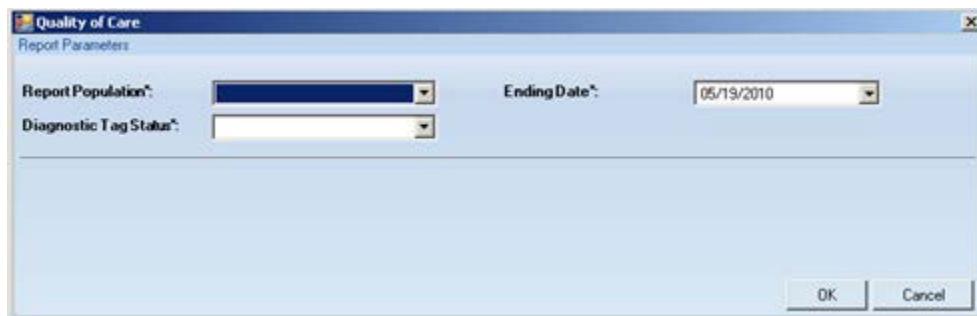 Quality of Care
Report Parameters
Report Population*: Ending Date*: 05/19/2010
Diagnostic Tag Status*:
OK Cancel